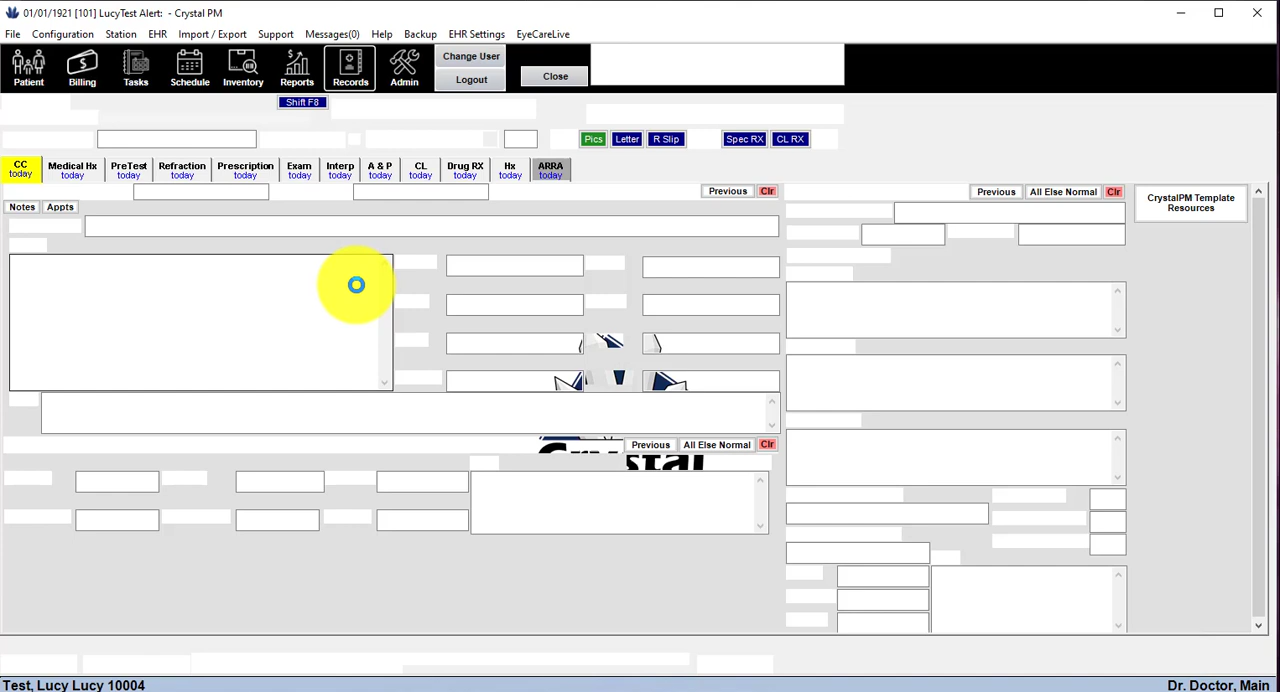 01/01/1921 [101] LucyTest Alert: - Crystal PM
File Configuration Station EHR Import / Export Support Messages(0) Help Backup EHR Settings EyeCareLive
Patient Billing Tasks Schedule Inventory Reports Records Admin
Change User
Logout
Close
Shift F8
Pics Letter R Slip Spec RX CL RX
CC Medical Hx PreTest Refraction Prescription Exam Interp A & P CL Drug RX Hx ARRA
today today today today today today today today today today today today
Previous Clr
Previous All Else Normal Clr
CrystalPM Template
Resources
Notes Appts
Previous All Else Normal Clr
Crystal
Test, Lucy Lucy 10004
Dr. Doctor, Main